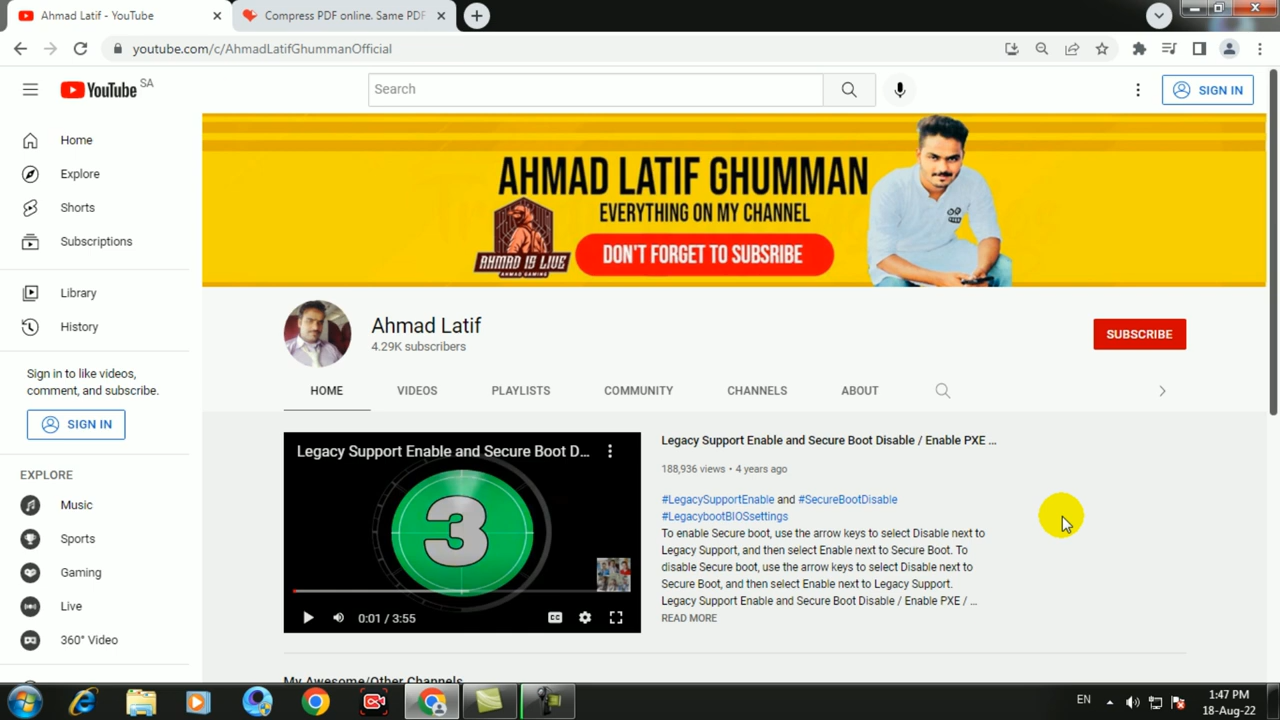 Ahmad Latif - YouTube
Compress PDF online. Same PDF
youtube.com/c/AhmadLatifGhummanOfficial
YouTube SA
Search
SIGN IN
Home
Explore
Shorts
Subscriptions
Library
History
Sign in to like videos,
comment, and subscribe.
SIGN IN
EXPLORE
Music
Sports
Gaming
Live
360° Video
AHMAD LATIF GHUMMAN
EVERYTHING ON MY CHANNEL
DON'T FORGET TO SUBSRIBE
AHMAD IS LIVE
AHMAD GAMING
Ahmad Latif
4.29K subscribers
SUBSCRIBE
HOME
VIDEOS
PLAYLISTS
COMMUNITY
CHANNELS
ABOUT
Legacy Support Enable and Secure Boot D...
3
0:01 / 3:55
Legacy Support Enable and Secure Boot Disable / Enable PXE ...
188,936 views • 4 years ago
#LegacySupportEnable and #SecureBootDisable
#LegacybootBIOSsettings
To enable Secure boot, use the arrow keys to select Disable next to
Legacy Support, and then select Enable next to Secure Boot. To
disable Secure boot, use the arrow keys to select Disable next to
Secure Boot, and then select Enable next to Legacy Support.
Legacy Support Enable and Secure Boot Disable / Enable PXE / ...
READ MORE
My Awesome/Other Channels
EN
1:47 PM
18-Aug-22